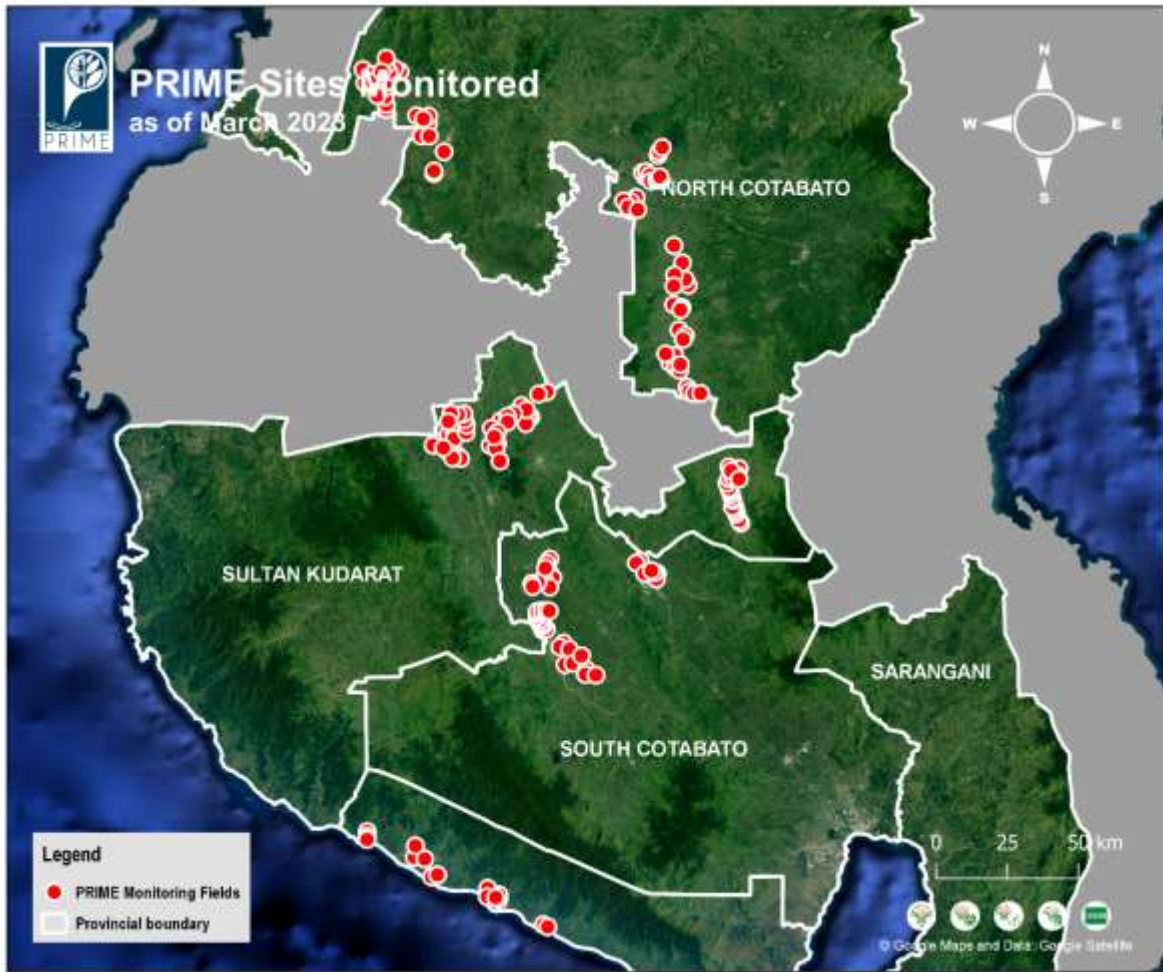 PRIME Sites Monitored
as of March 2023
PRIME
N
W E
S
NORTH COTABATO
SULTAN KUDARAT
SARANGANI
SOUTH COTABATO
Legend
PRIME Monitoring Fields
Provincial boundary
0 25 50 km
© Google Maps and Data: Google Satellite